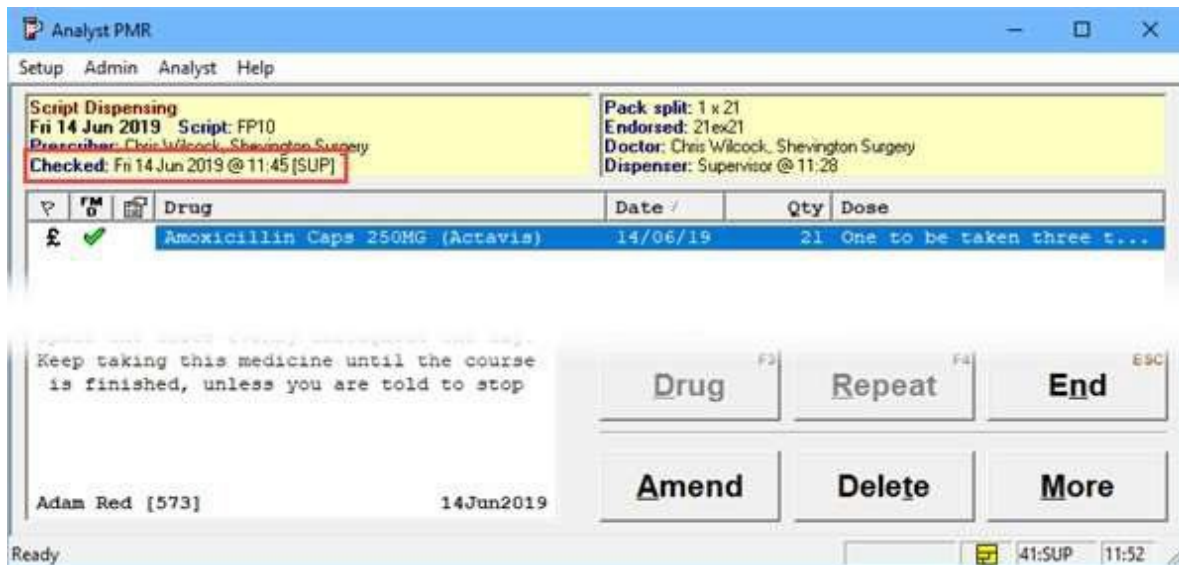 Analyst PMR
Setup Admin Analyst Help
Script Dispensing
Fri 14 Jun 2019 Script: FP10
Prescriber: Chris Wilcock, Shevington Surgery
Checked: Fri 14 Jun 2019 @ 11:45 [SUP]
Pack split: 1 x 21
Endorsed: 21ex21
Doctor: Chris Wilcock, Shevington Surgery
Dispenser: Supervisor @ 11:28
Drug Date / Qty Dose
£ Amoxicillin Caps 250MG (Actavis) 14/06/19 21 One to be taken three t...
Keep taking this medicine until the course
is finished, unless you are told to stop
Adam Red [573] 14Jun2019
Drug F3
Repeat F4
End ESC
Amend
Delete
More
Ready 41:SUP 11:52